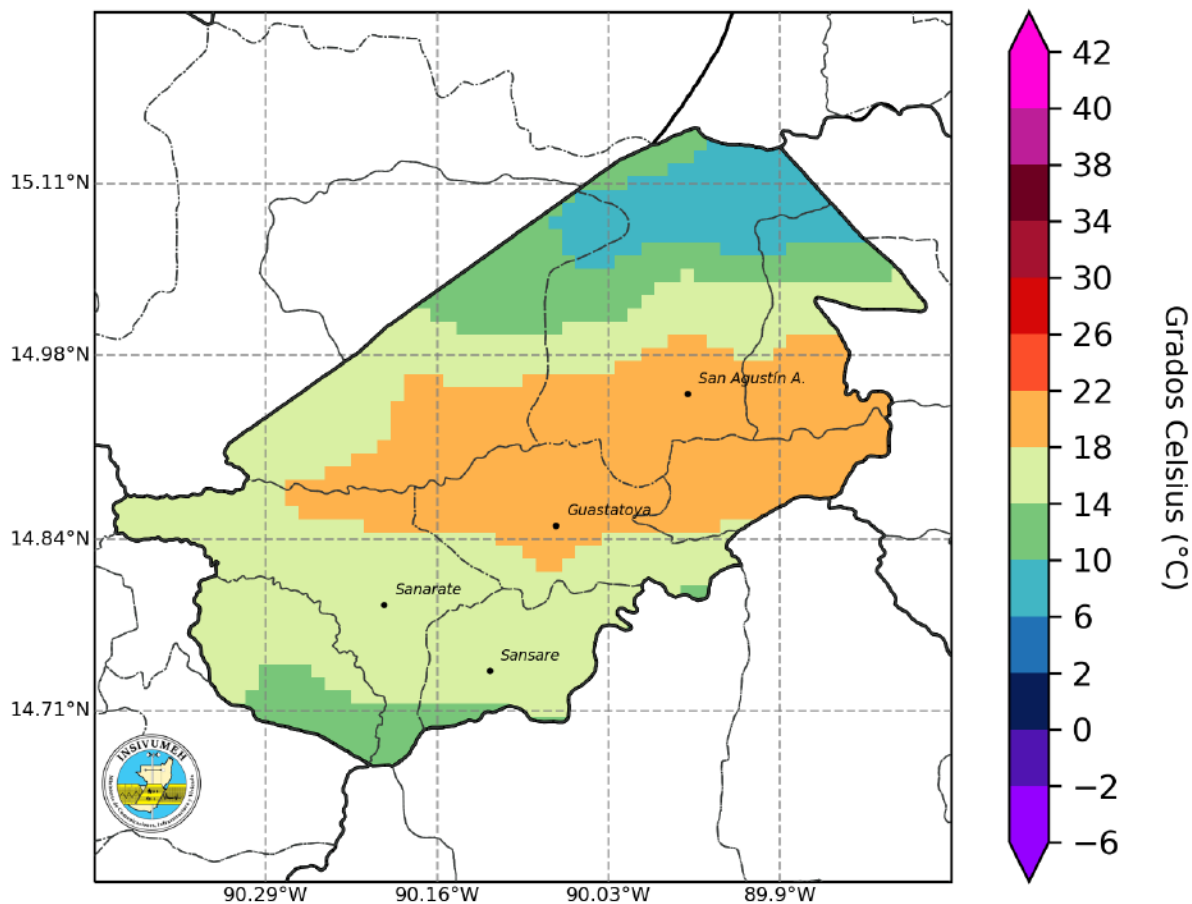 15.11°N
14.98°N
14.84°N
14.71°N
90.29°W
90.16°W
90.03°W
89.9°W
San Agustín A.
Guastatoya
Sanarate
Sansare
INSIVUMEH
42
40
38
34
30
26
22
18
14
10
6
2
0
−2
−6
Grados Celsius (°C)